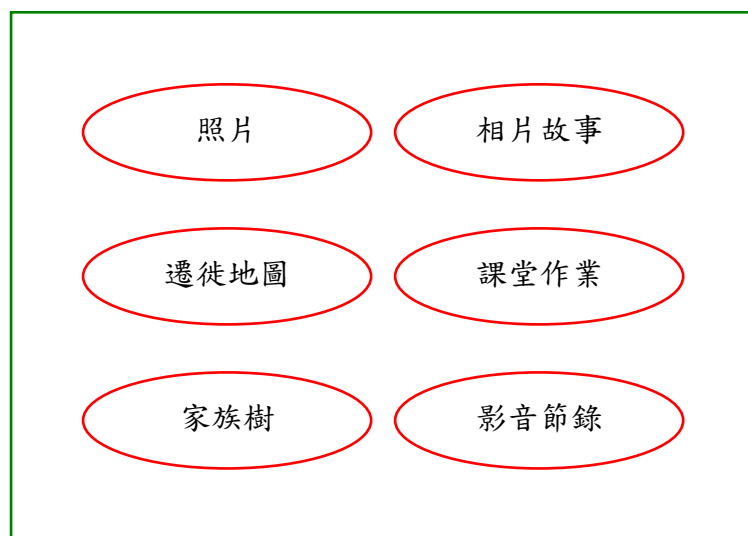 照片
相片故事
遷徙地圖
課堂作業
家族樹
影音節錄